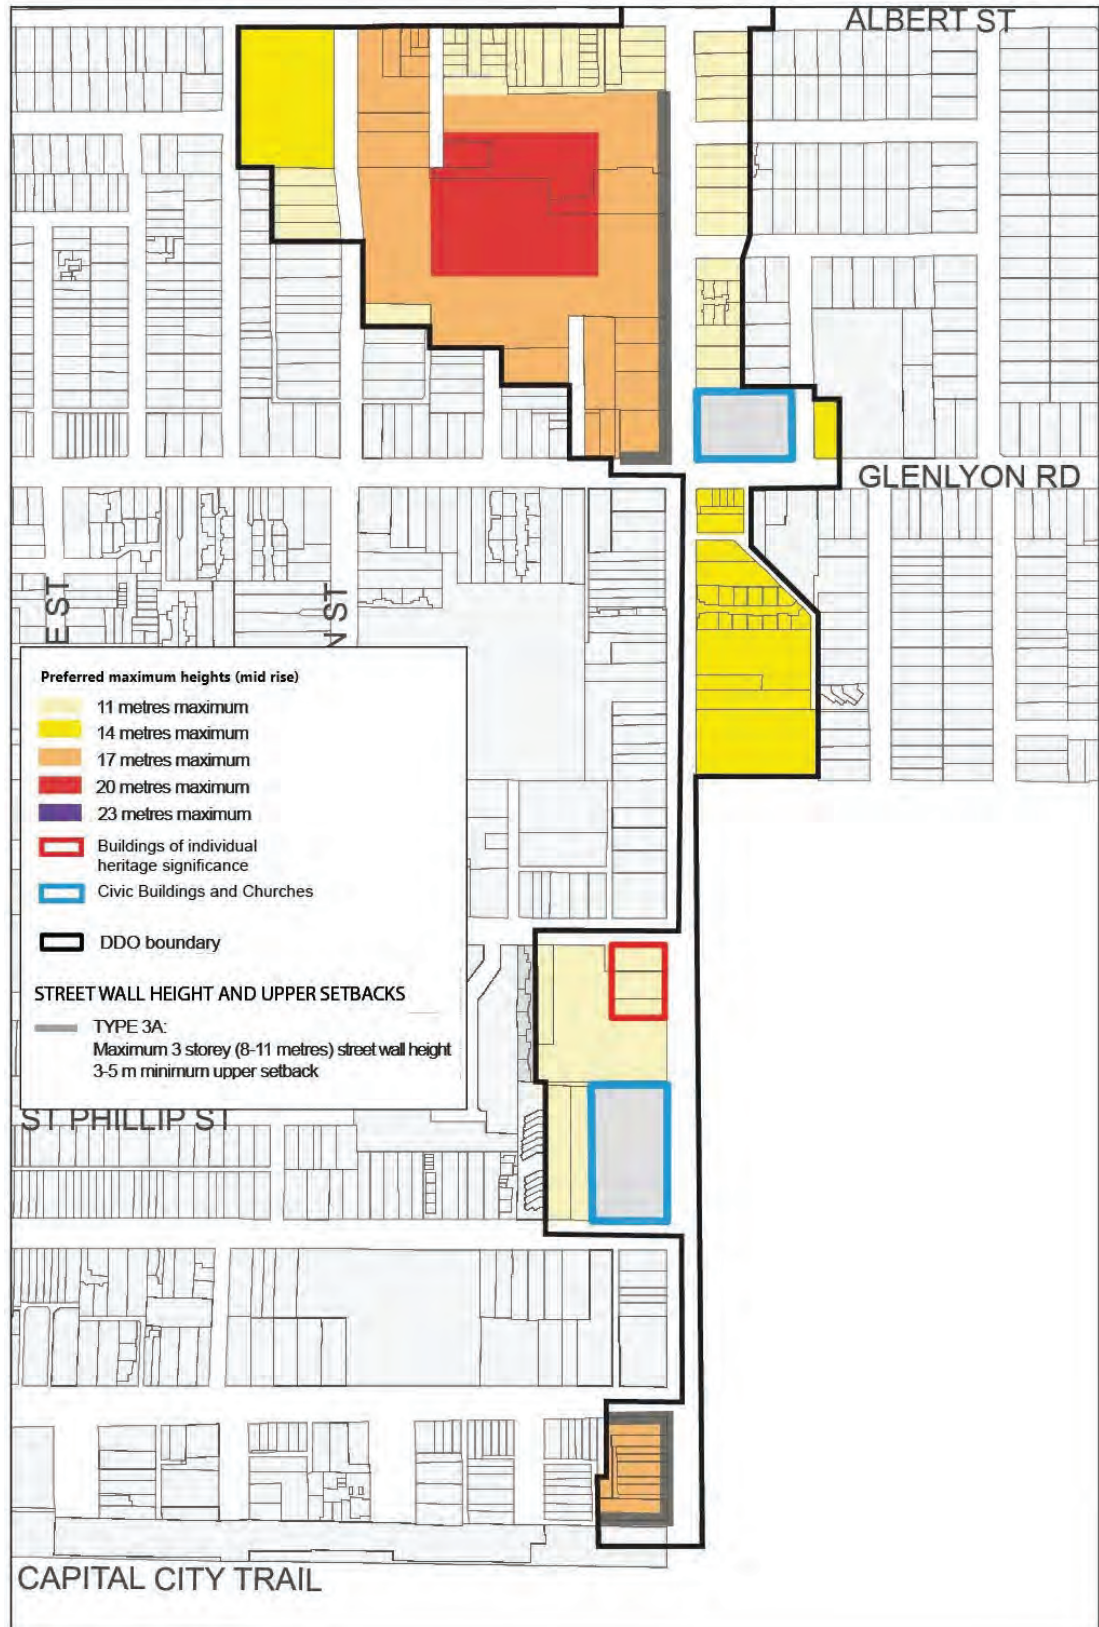 ALBERT ST
GLENLYON RD
E ST
N ST
Preferred maximum heights (mid rise)
11 metres maximum
14 metres maximum
17 metres maximum
20 metres maximum
23 metres maximum
Buildings of individual
heritage significance
Civic Buildings and Churches
DDO boundary
STREET WALL HEIGHT AND UPPER SETBACKS
TYPE 3A:
Maximum 3 storey (8-11 metres) street wall height
3-5 m minimum upper setback
ST PHILLIP ST
CAPITAL CITY TRAIL